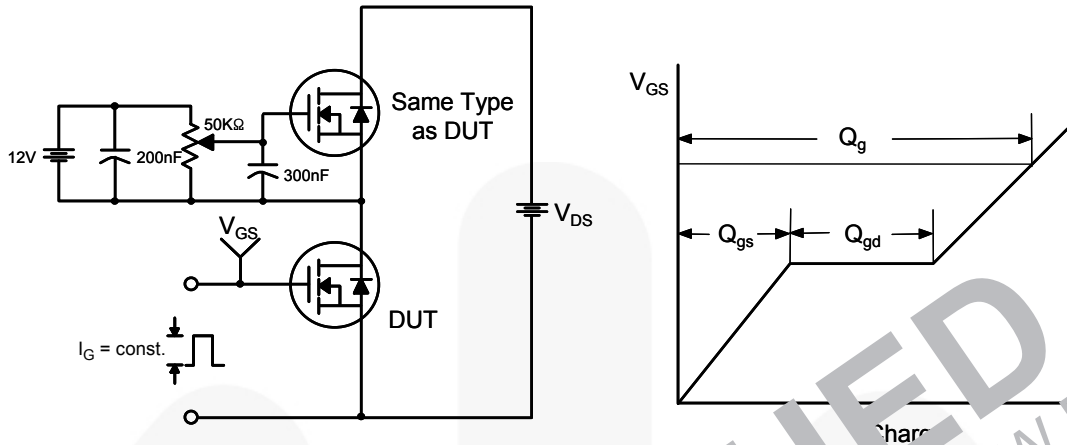 12V
200nF
50KΩ
300nF
Same Type
as DUT
V_GS
DUT
I_G = const.
V_DS
V_GS
Q_g
Q_gs
Q_gd